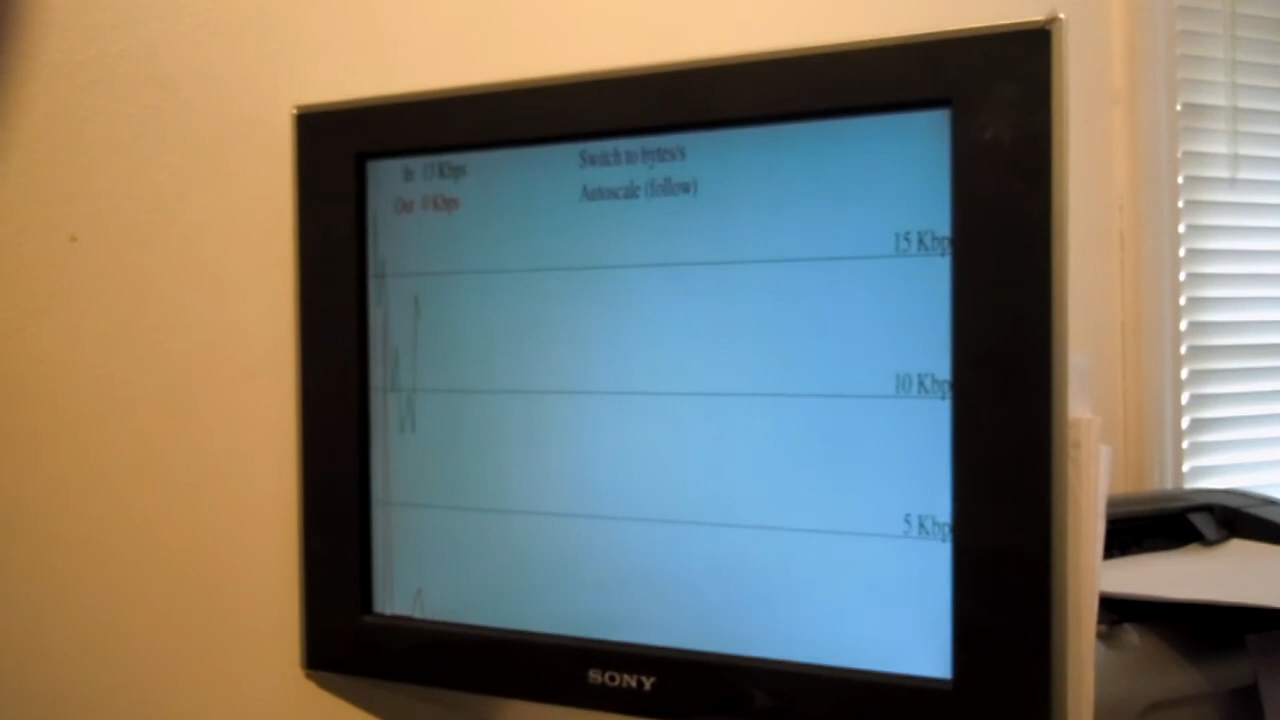 In 13 Kbps
Switch to bytes/s
Out 0 Kbps
Autoscale (follow)
15 Kbp
10 Kbp
5 Kbp
SONY